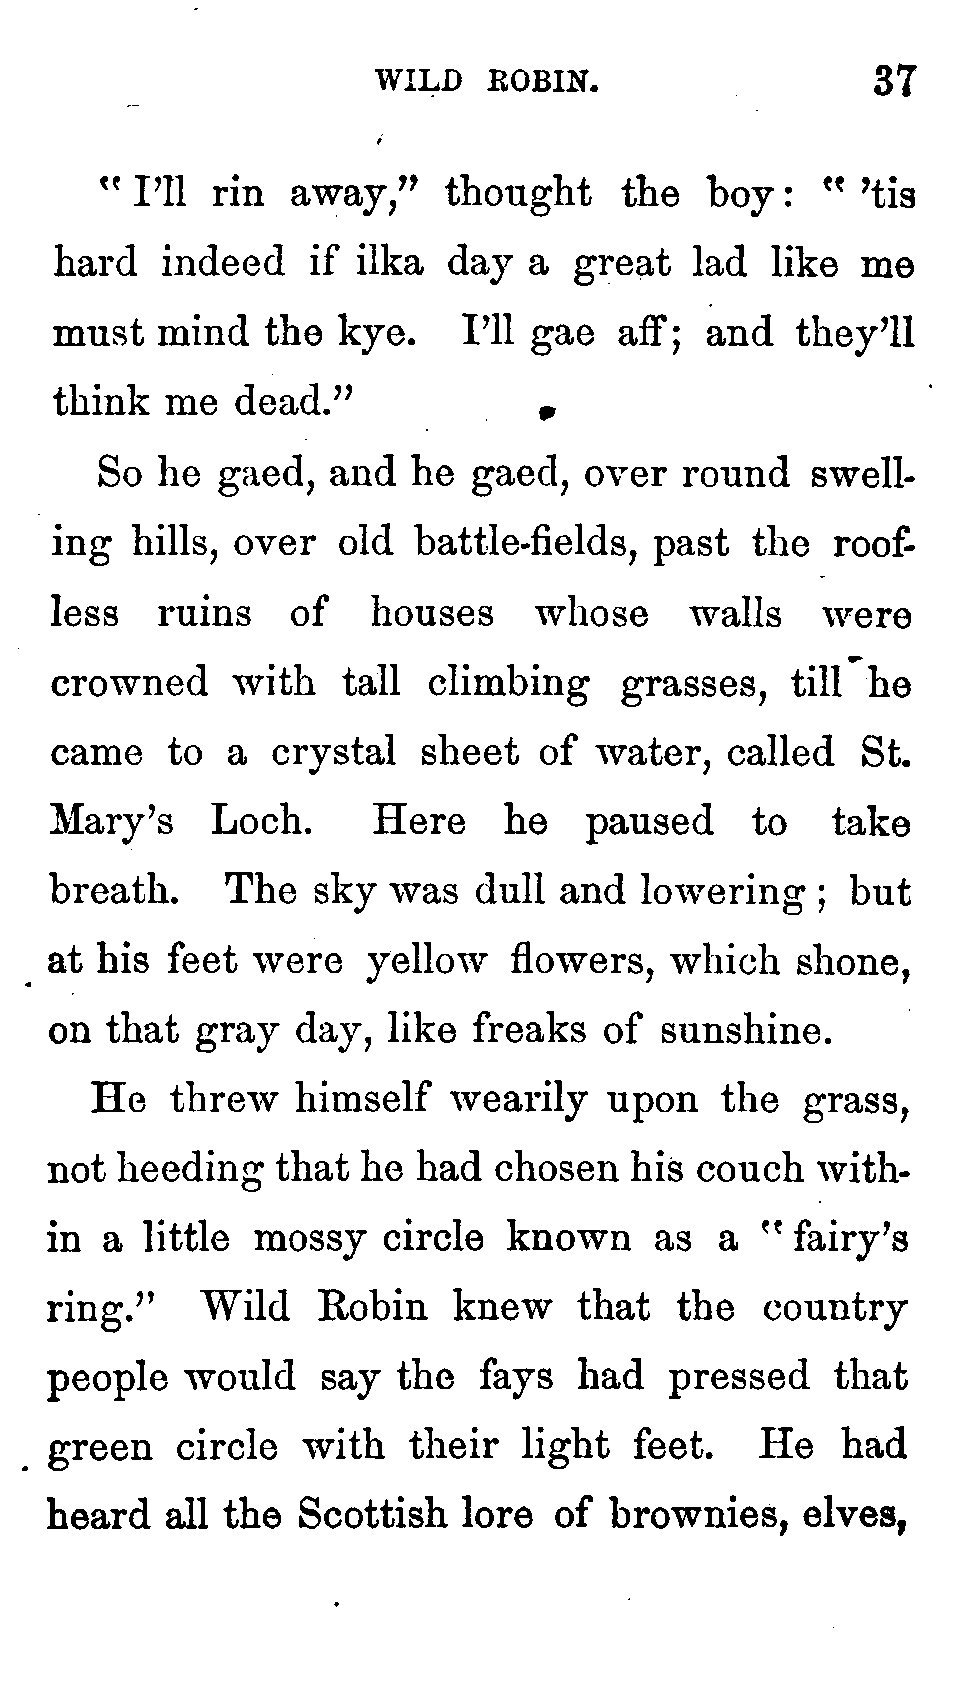 WILD ROBIN. 37
"I'll rin away," thought the boy: "'tis
hard indeed if ilka day a great lad like me
must mind the kye. I'll gae aff; and they'll
think me dead."
So he gaed, and he gaed, over round swell-
ing hills, over old battle-fields, past the roof-
less ruins of houses whose walls were
crowned with tall climbing grasses, till he
came to a crystal sheet of water, called St.
Mary's Loch. Here he paused to take
breath. The sky was dull and lowering; but
at his feet were yellow flowers, which shone,
on that gray day, like freaks of sunshine.
He threw himself wearily upon the grass,
not heeding that he had chosen his couch with-
in a little mossy circle known as a "fairy's
ring." Wild Robin knew that the country
people would say the fays had pressed that
green circle with their light feet. He had
heard all the Scottish lore of brownies, elves,